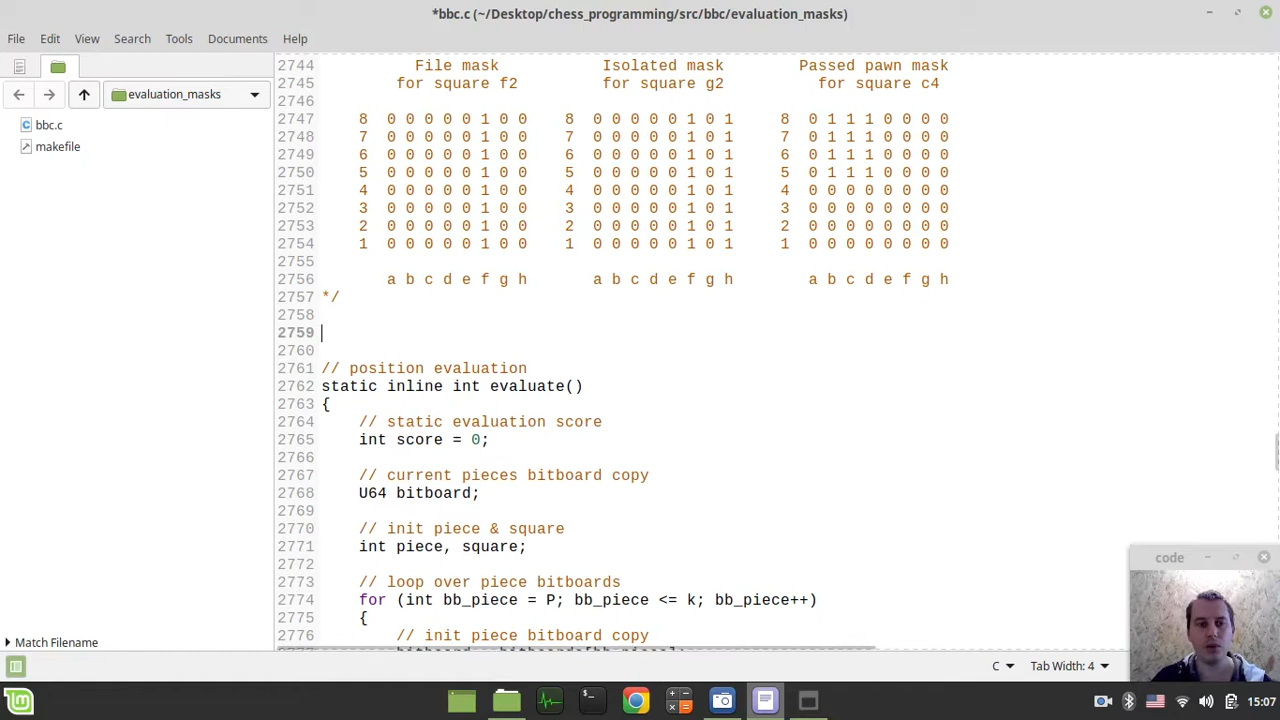 *bbc.c (~/Desktop/chess_programming/src/bbc/evaluation_masks)
File Edit View Search Tools Documents Help
evaluation_masks
bbc.c
makefile
Match Filename
2744 File mask Isolated mask Passed pawn mask
2745 for square f2 for square g2 for square c4
2746
2747 8 0 0 0 0 0 1 0 0 8 0 0 0 0 0 1 0 1 8 0 1 1 1 0 0 0 0
2748 7 0 0 0 0 0 1 0 0 7 0 0 0 0 0 1 0 1 7 0 1 1 1 0 0 0 0
2749 6 0 0 0 0 0 1 0 0 6 0 0 0 0 0 1 0 1 6 0 1 1 1 0 0 0 0
2750 5 0 0 0 0 0 1 0 0 5 0 0 0 0 0 1 0 1 5 0 1 1 1 0 0 0 0
2751 4 0 0 0 0 0 1 0 0 4 0 0 0 0 0 1 0 1 4 0 0 0 0 0 0 0 0
2752 3 0 0 0 0 0 1 0 0 3 0 0 0 0 0 1 0 1 3 0 0 0 0 0 0 0 0
2753 2 0 0 0 0 0 1 0 0 2 0 0 0 0 0 1 0 1 2 0 0 0 0 0 0 0 0
2754 1 0 0 0 0 0 1 0 0 1 0 0 0 0 0 1 0 1 1 0 0 0 0 0 0 0 0
2755
2756 a b c d e f g h a b c d e f g h a b c d e f g h
2757 */
2758
2759
2760
2761 // position evaluation
2762 static inline int evaluate()
2763 {
2764 // static evaluation score
2765 int score = 0;
2766
2767 // current pieces bitboard copy
2768 U64 bitboard;
2769
2770 // init piece & square
2771 int piece, square;
2772
2773 // loop over piece bitboards
2774 for (int bb_piece = P; bb_piece <= k; bb_piece++)
2775 {
2776 // init piece bitboard copy
code
C Tab Width: 4
15:07